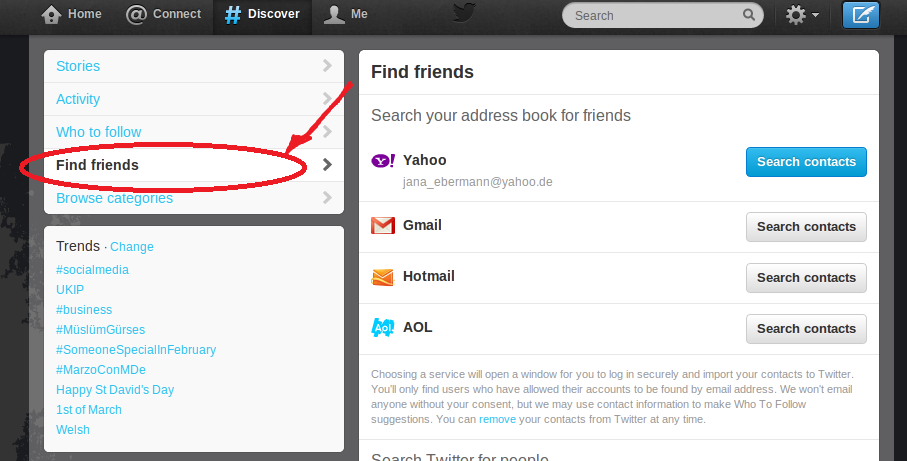 Home
Connect
Discover
Me
Search
Stories
Activity
Who to follow
Find friends
Browse categories
Trends · Change
#socialmedia
UKIP
#business
#MüslümGürses
#SomeoneSpecialInFebruary
#MarzoConMDe
Happy St David's Day
1st of March
Welsh
Find friends
Search your address book for friends
Yahoo
jana_ebermann@yahoo.de
Search contacts
Gmail
Search contacts
Hotmail
Search contacts
Aol
AOL
Search contacts
Choosing a service will open a window for you to log in securely and import your contacts to Twitter.
You'll only find users who have allowed their accounts to be found by email address. We won't email
anyone without your consent, but we may use contact information to make Who To Follow
suggestions. You can remove your contacts from Twitter at any time.
Search Twitter for people